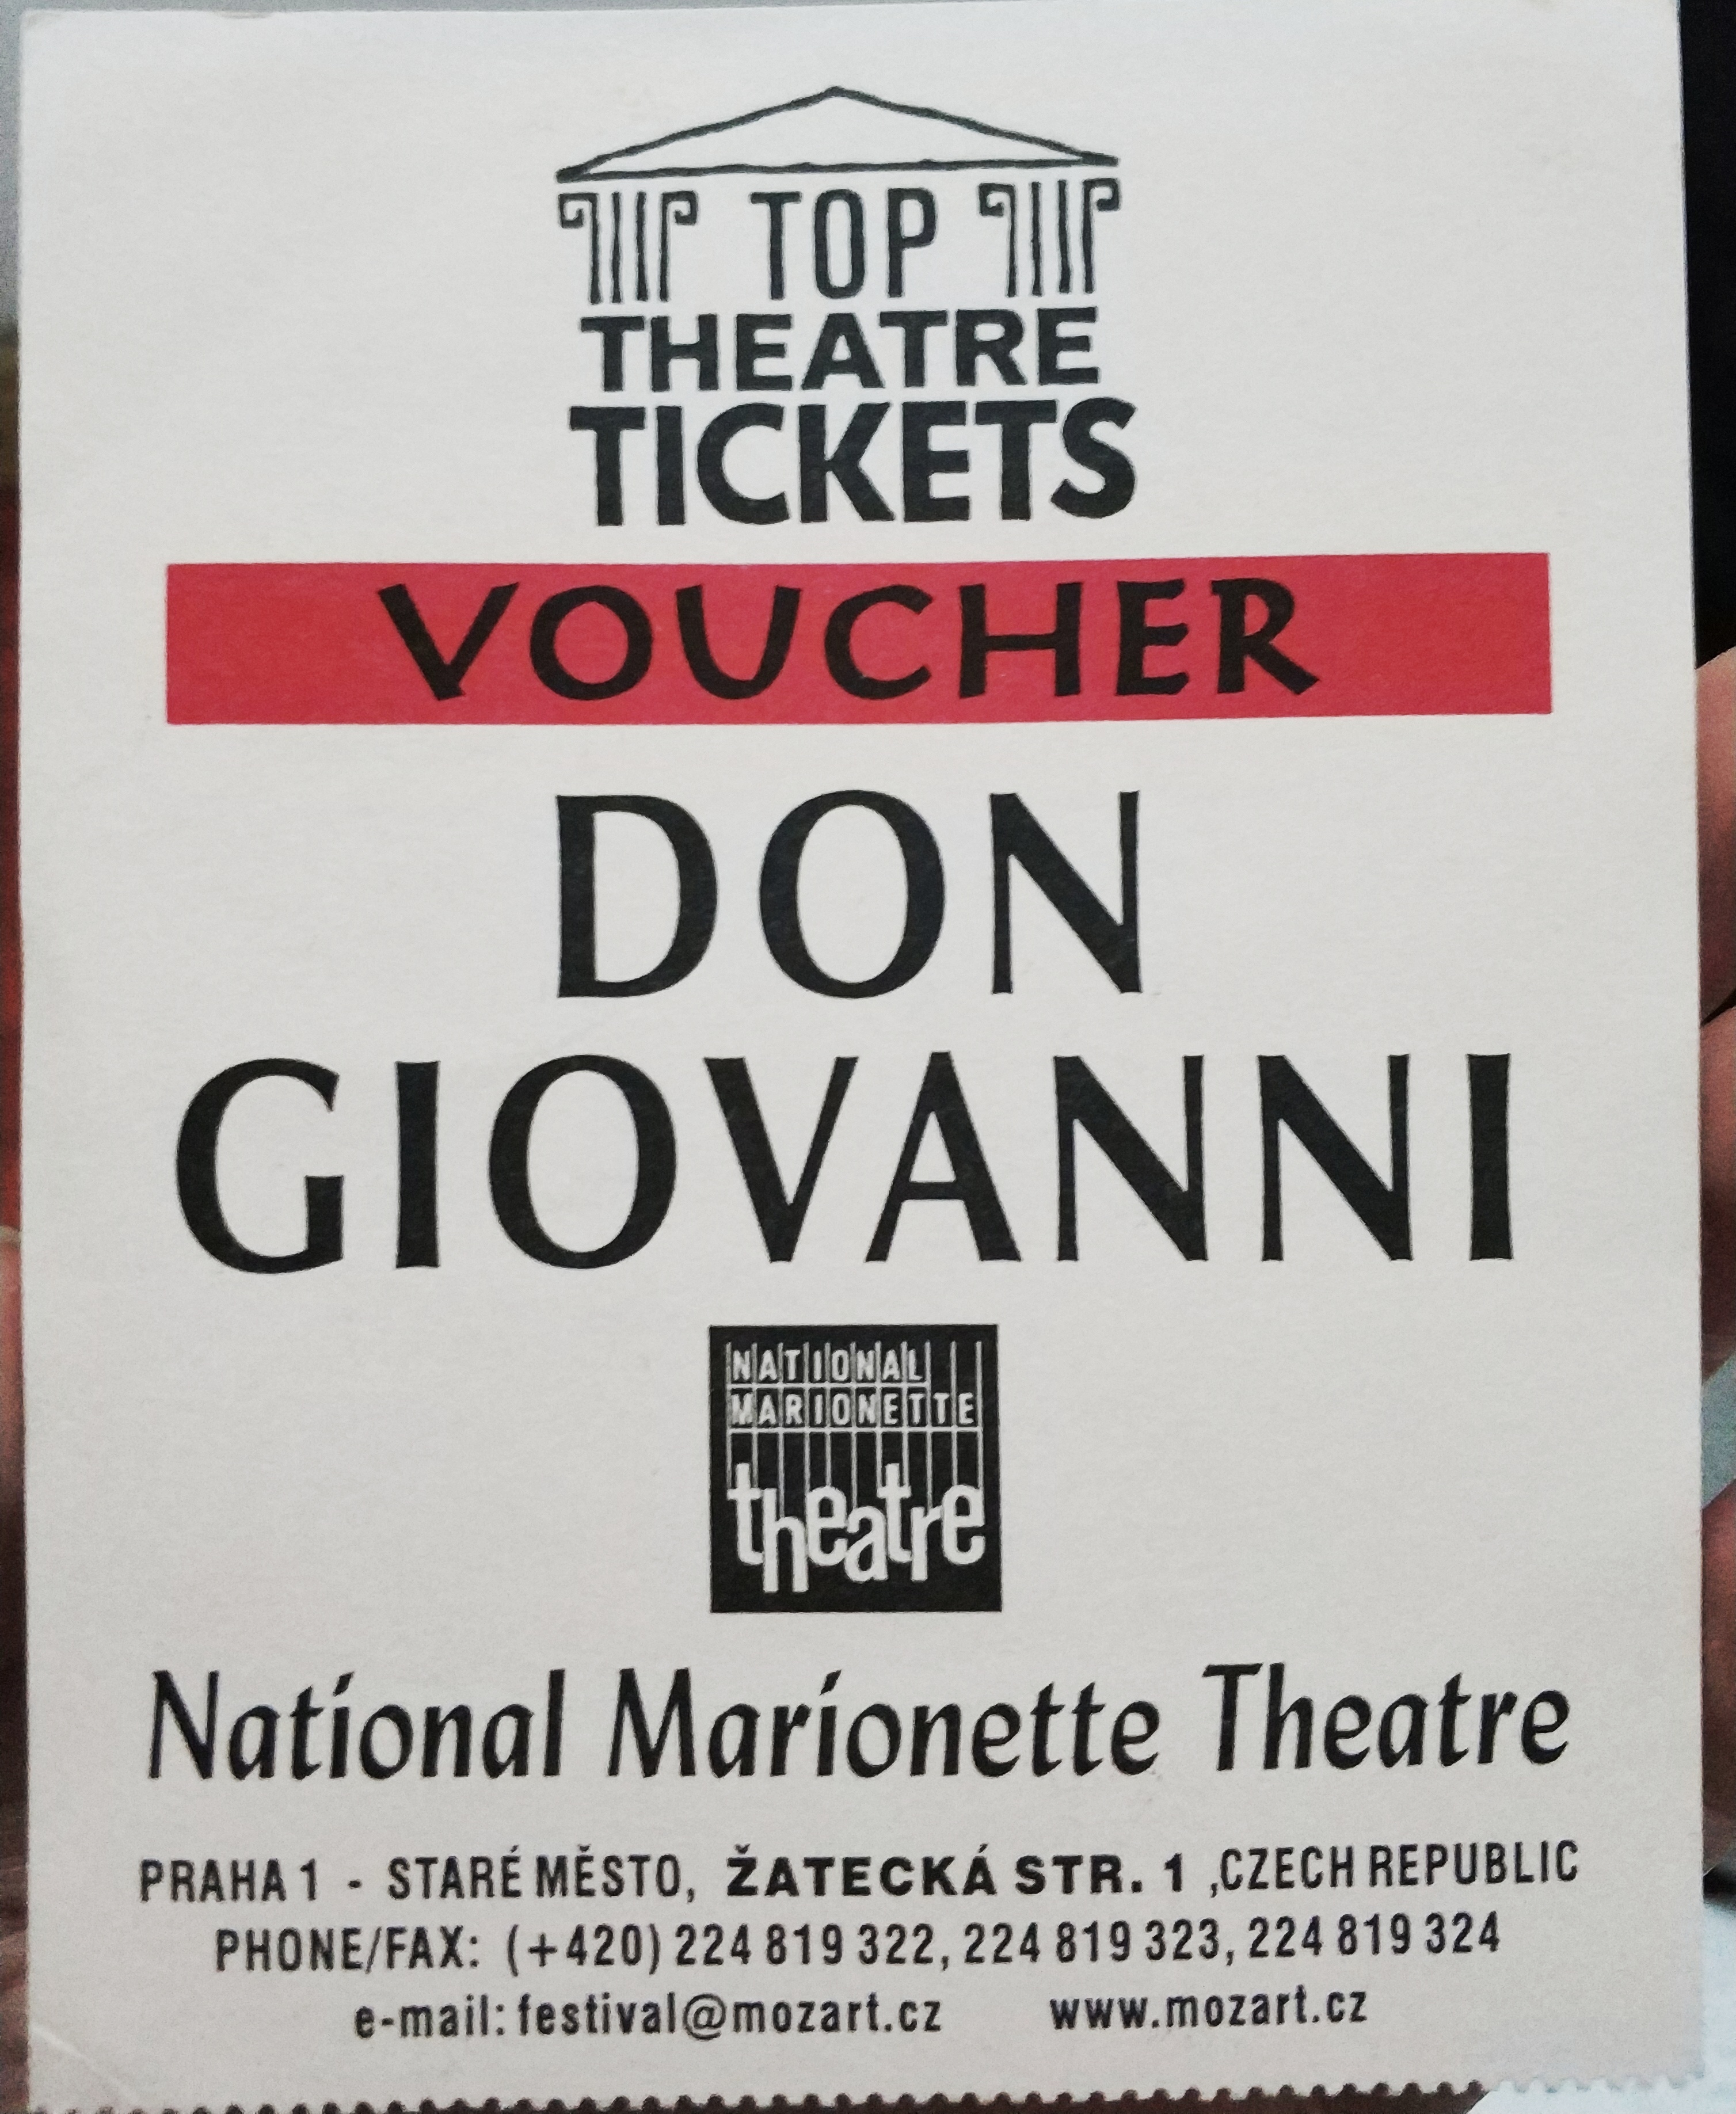 TOP
THEATRE
TICKETS
VOUCHER
DON
GIOVANNI
NATIONAL
MARIONETTE
theatre
National Marionette Theatre
PRAHA 1 - STARÉ MĚSTO, ŽATECKÁ STR. 1 ,CZECH REPUBLIC
PHONE/FAX: (+420) 224 819 322, 224 819 323, 224 819 324
e-mail: festival@mozart.cz www.mozart.cz